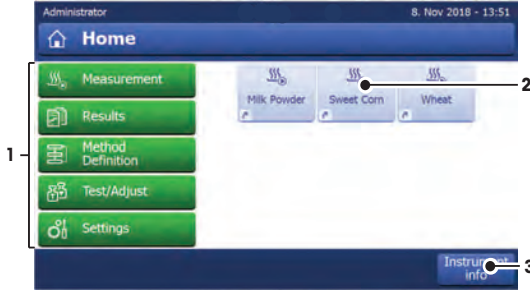 Administrator 8. Nov 2018 - 13:51
Home
Measurement
Results
Method
Definition
Test/Adjust
Settings
Milk Powder Sweet Corn Wheat
Instrument
info
1
2
3